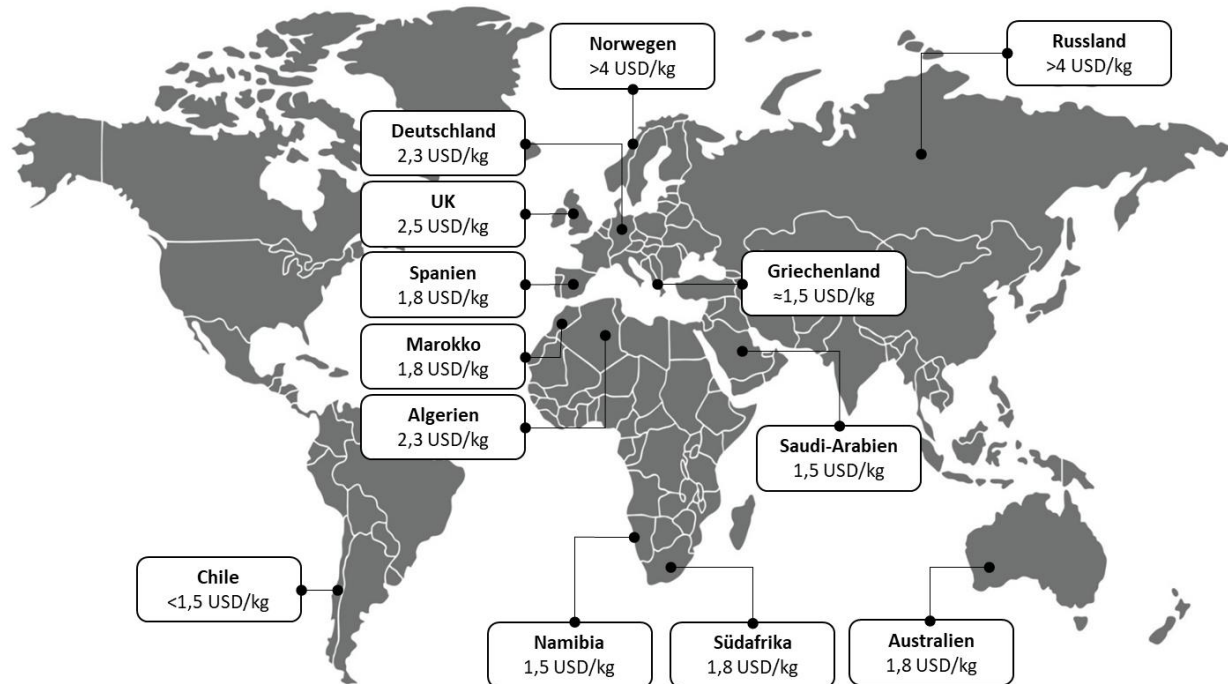 Norwegen
>4 USD/kg
Russland
>4 USD/kg
Deutschland
2,3 USD/kg
UK
2,5 USD/kg
Spanien
1,8 USD/kg
Griechenland
≈1,5 USD/kg
Marokko
1,8 USD/kg
Algerien
2,3 USD/kg
Saudi-Arabien
1,5 USD/kg
Chile
<1,5 USD/kg
Namibia
1,5 USD/kg
Südafrika
1,8 USD/kg
Australien
1,8 USD/kg